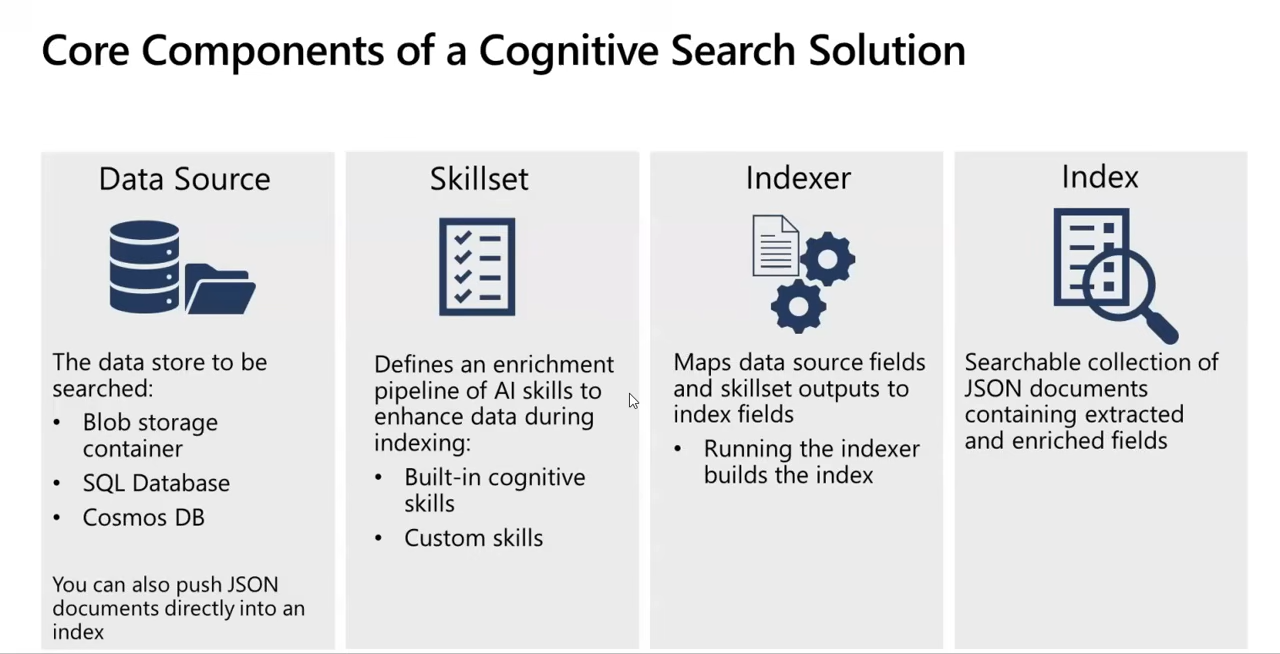 Core Components of a Cognitive Search Solution
Data Source
The data store to be
searched:
• Blob storage
container
• SQL Database
• Cosmos DB
You can also push JSON
documents directly into an
index
Skillset
Defines an enrichment
pipeline of AI skills to
enhance data during
indexing:
• Built-in cognitive
skills
• Custom skills
Indexer
Maps data source fields
and skillset outputs to
index fields
• Running the indexer
builds the index
Index
Searchable collection of
JSON documents
containing extracted
and enriched fields